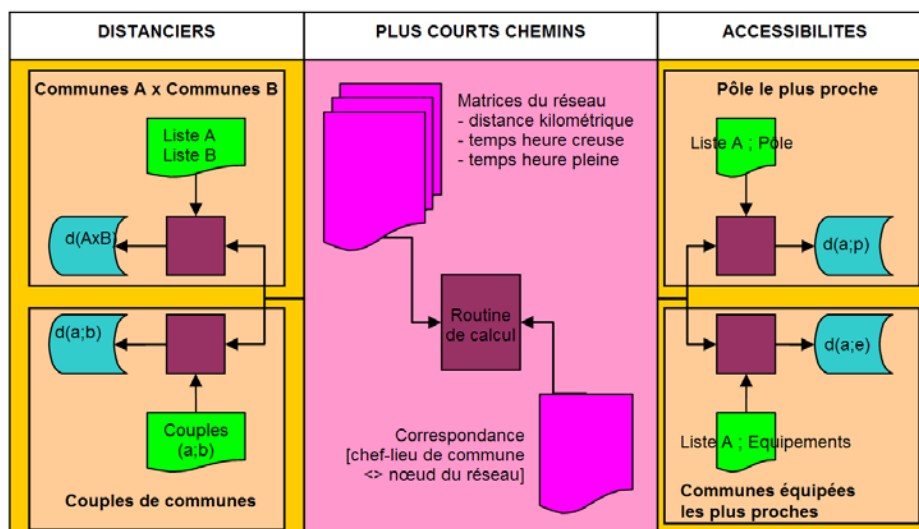 DISTANCIERS
PLUS COURTS CHEMINS
ACCESSIBILITES
Communes A x Communes B
Liste A
Liste B
d(AxB)
d(a;b)
Couples
(a;b)
Couples de communes
Matrices du réseau
- distance kilométrique
- temps heure creuse
- temps heure pleine
Routine
de calcul
Correspondance
[chef-lieu de commune
<> nœud du réseau]
Pôle le plus proche
Liste A ; Pôle
d(a;p)
d(a;e)
Liste A ; Equipements
Communes équipées
les plus proches